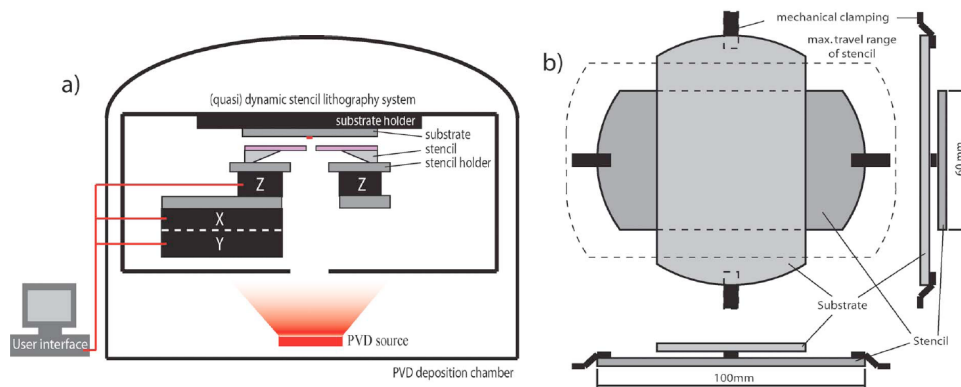 a)
(quasi) dynamic stencil lithography system
substrate holder
substrate
stencil
stencil holder
Z
Z
X
Y
User interface
PVD source
PVD deposition chamber
b)
mechanical clamping
max. travel range
of stencil
60 mm
Substrate
Stencil
100mm